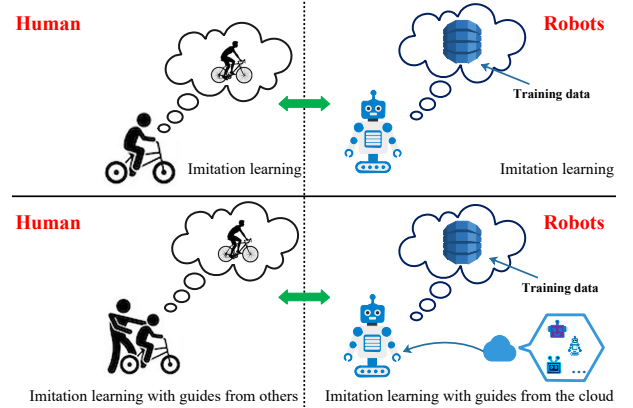 Human
Robots
Training data
Imitation learning
Imitation learning
Human
Robots
Training data
...
Imitation learning with guides from others
Imitation learning with guides from the cloud